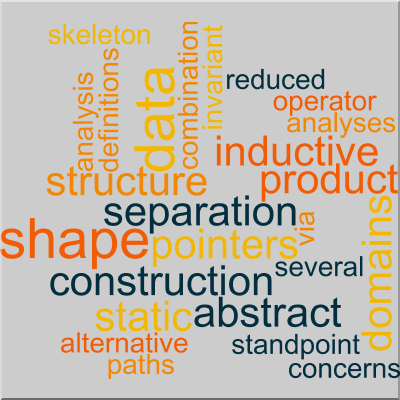 skeleton
analysis
definitions
data
combination
invariant
reduced
operator
analyses
inductive
structure
product
separation
shape
pointers
via
domains
construction
several
static
abstract
alternative
standpoint
paths
concerns